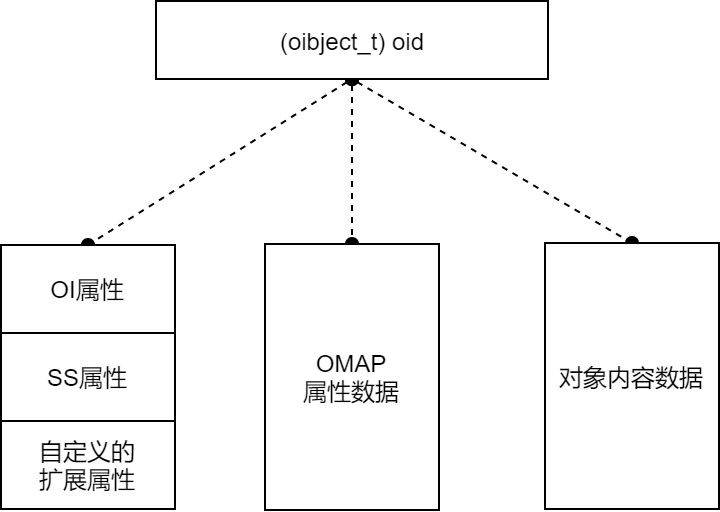 (oibject_t) oid
OI属性
SS属性
自定义的
扩展属性
OMAP
属性数据
对象内容数据